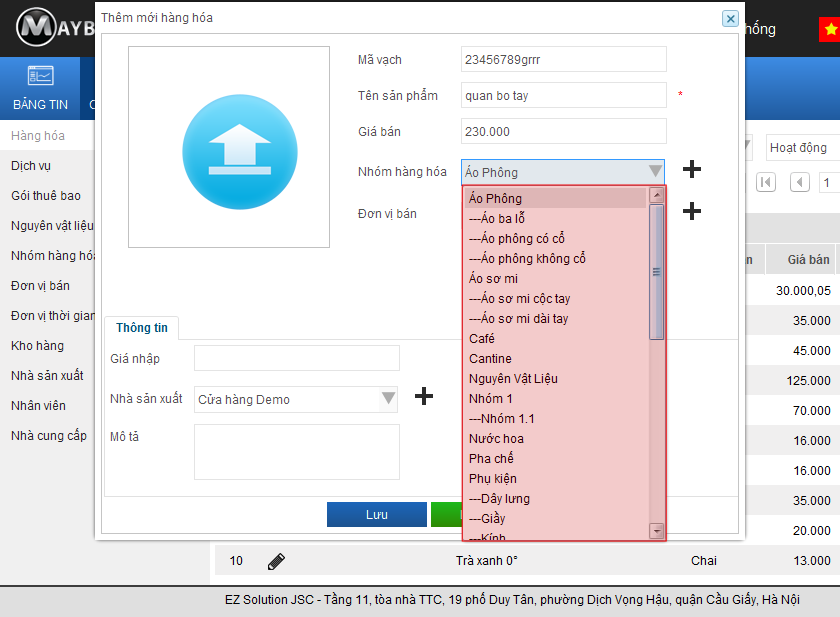 MAYB
Thêm mới hàng hóa
hống
BẢNG TIN
Mã vạch
23456789grrr
Tên sản phẩm
quan bo tay
*
Giá bán
230.000
Nhóm hàng hóa
Áo Phông
Đơn vị bán
Áo Phông
---Áo ba lỗ
---Áo phông có cổ
---Áo phông không cổ
Áo sơ mi
---Áo sơ mi cộc tay
---Áo sơ mi dài tay
Café
Cantine
Nguyên Vật Liệu
Nhóm 1
---Nhóm 1.1
Nước hoa
Pha chế
Phụ kiện
---Dây lưng
---Giầy
---Kính
Thông tin
Giá nhập
Nhà sản xuất
Cửa hàng Demo
Mô tả
Lưu
Hàng hóa
Dịch vụ
Gói thuê bao
Nguyên vật liệu
Nhóm hàng hóa
Đơn vị bán
Đơn vị thời gian
Kho hàng
Nhà sản xuất
Nhân viên
Nhà cung cấp
Hoạt động
1
n
Giá bán
30.000,05
35.000
45.000
125.000
70.000
16.000
16.000
35.000
20.000
10 Trà xanh 0° Chai 13.000
EZ Solution JSC - Tầng 11, tòa nhà TTC, 19 phố Duy Tân, phường Dịch Vọng Hậu, quận Cầu Giấy, Hà Nội